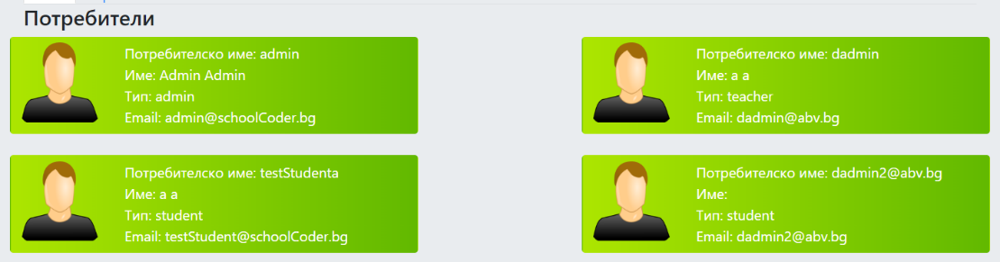 Потребители
Потребителско име: admin
Име: Admin Admin
Тип: admin
Email: admin@schoolCoder.bg
Потребителско име: dadmin
Име: a a
Тип: teacher
Email: dadmin@abv.bg
Потребителско име: testStudenta
Име: a a
Тип: student
Email: testStudent@schoolCoder.bg
Потребителско име: dadmin2@abv.bg
Име:
Тип: student
Email: dadmin2@abv.bg